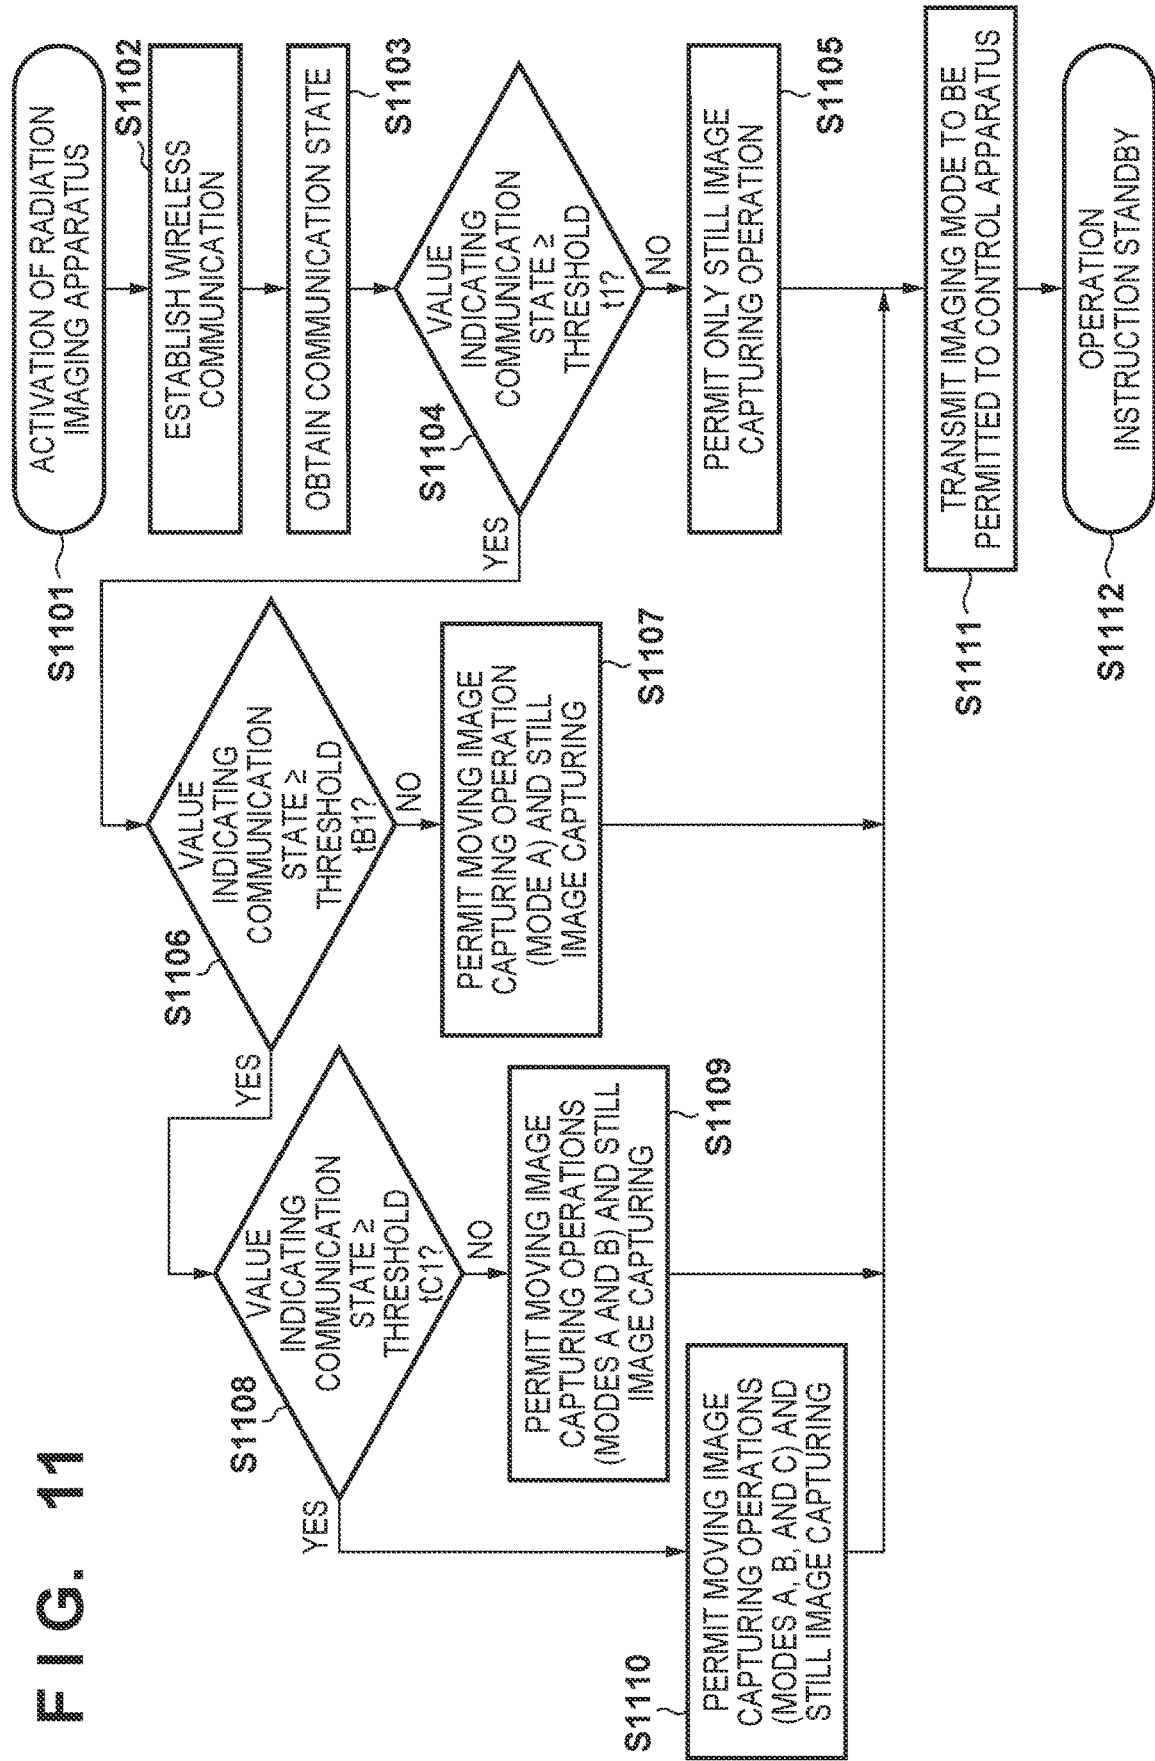 FIG. 11
ACTIVATION OF RADIATION
IMAGING APPARATUS
S1101
S1102
ESTABLISH WIRELESS
COMMUNICATION
OBTAIN COMMUNICATION STATE
S1103
S1104
VALUE
INDICATING
COMMUNICATION
STATE ≥
THRESHOLD
t1?
YES
NO
PERMIT ONLY STILL IMAGE
CAPTURING OPERATION
S1105
S1106
VALUE
INDICATING
COMMUNICATION
STATE ≥
THRESHOLD
tB1?
YES
NO
PERMIT MOVING IMAGE
CAPTURING OPERATION
(MODE A) AND STILL
IMAGE CAPTURING
S1107
S1108
VALUE
INDICATING
COMMUNICATION
STATE ≥
THRESHOLD
tC1?
YES
NO
PERMIT MOVING IMAGE
CAPTURING OPERATIONS
(MODES A AND B) AND STILL
IMAGE CAPTURING
S1109
S1110
PERMIT MOVING IMAGE
CAPTURING OPERATIONS
(MODES A, B, AND C) AND
STILL IMAGE CAPTURING
TRANSMIT IMAGING MODE TO BE
PERMITTED TO CONTROL APPARATUS
S1111
OPERATION
INSTRUCTION STANDBY
S1112